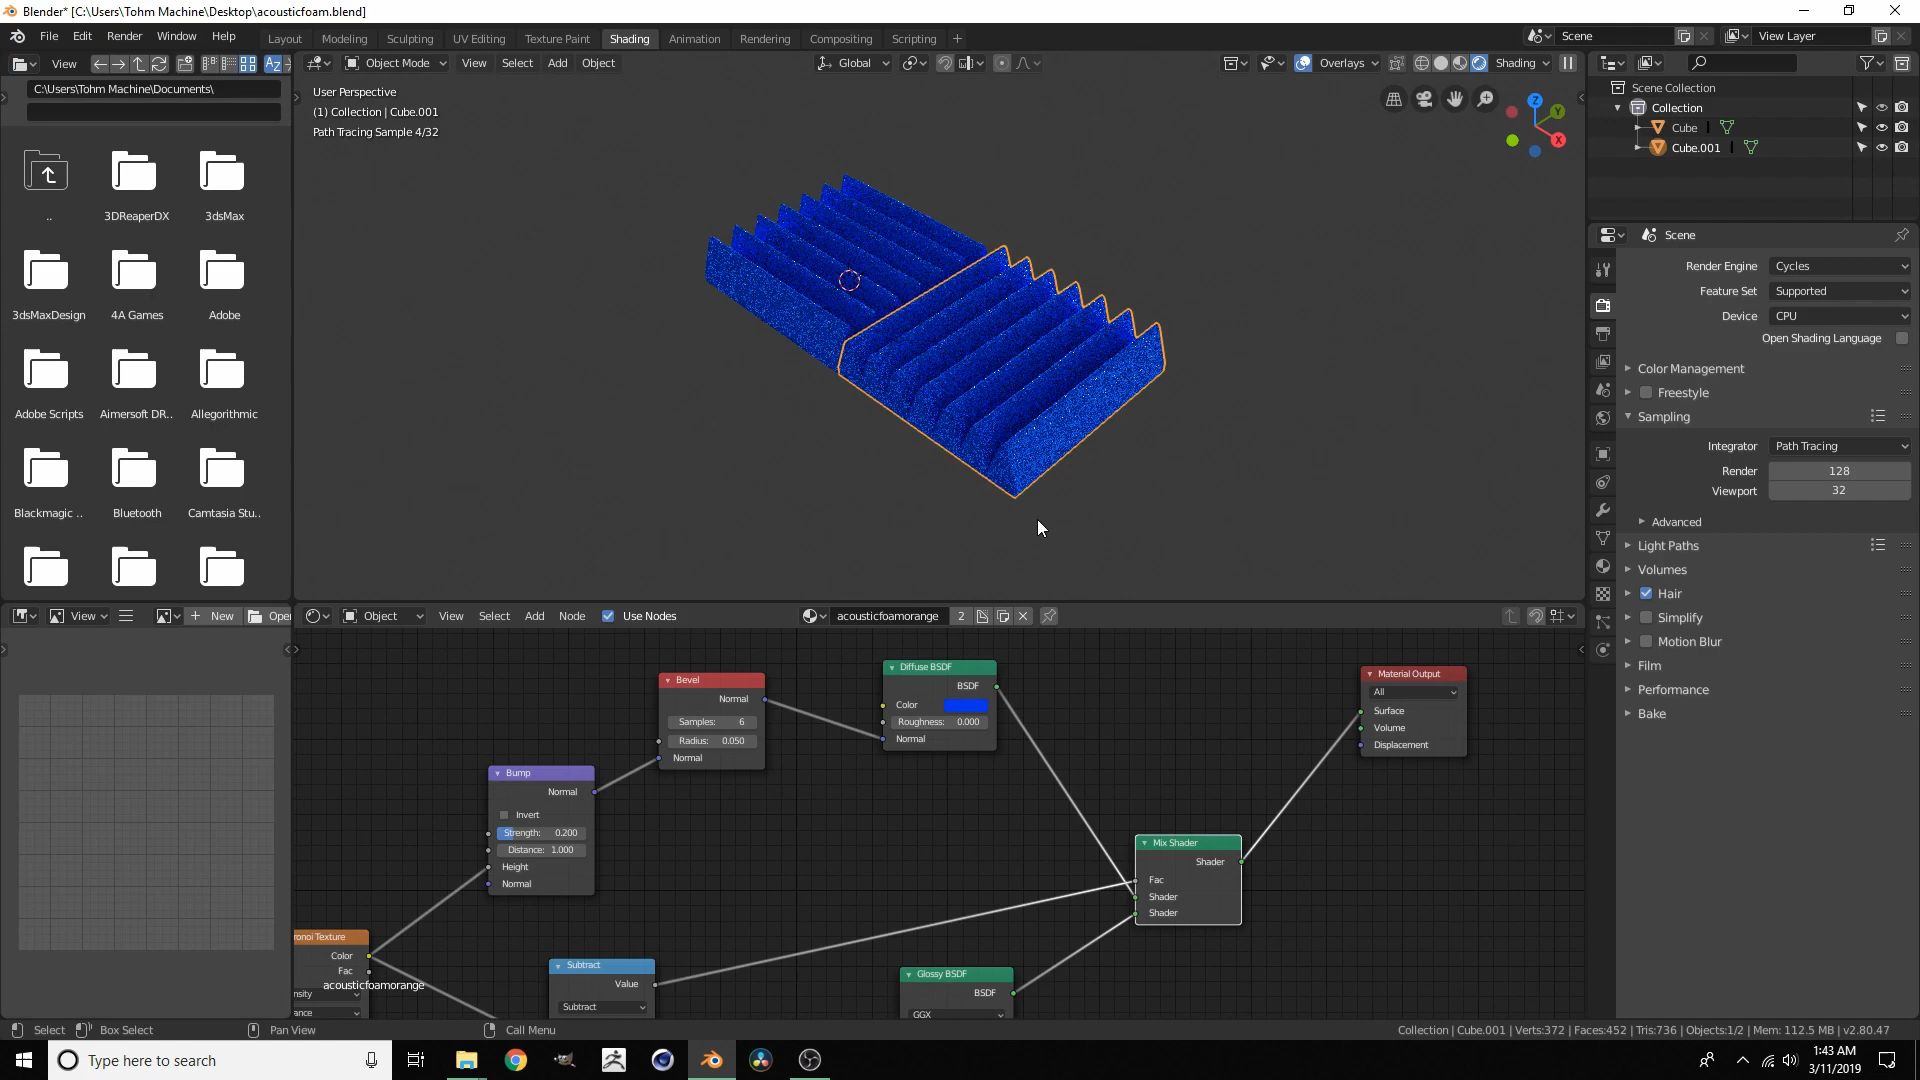 Blender* [C:\Users\Tohm Machine\Desktop\acousticfoam.blend]
File Edit Render Window Help
Layout Modeling Sculpting UV Editing Texture Paint Shading Animation Rendering Compositing Scripting +
Scene
View Layer
View
Object Mode View Select Add Object
Global
Overlays
Shading
C:\Users\Tohm Machine\Documents\
User Perspective
(1) Collection | Cube.001
Path Tracing Sample 4/32
Z
Y
X
Scene Collection
Collection
Cube
Cube.001
..
3DReaperDX
3dsMax
3dsMaxDesign
4A Games
Adobe
Adobe Scripts
Aimersoft DR..
Allegorithmic
Blackmagic ..
Bluetooth
Camtasia Stu..
Scene
Render Engine Cycles
Feature Set Supported
Device CPU
Open Shading Language
Color Management
Freestyle
Sampling
Integrator Path Tracing
Render 128
Viewport 32
Advanced
Light Paths
Volumes
Hair
Simplify
Motion Blur
Film
Performance
Bake
View
New
Open
Object View Select Add Node Use Nodes
acousticfoamorange 2
Bevel
Normal
Samples: 6
Radius: 0.050
Normal
Diffuse BSDF
BSDF
Color
Roughness: 0.000
Normal
Material Output
All
Surface
Volume
Displacement
Bump
Normal
Invert
Strength: 0.200
Distance: 1.000
Height
Normal
Mix Shader
Shader
Fac
Shader
Shader
ronoi Texture
Color
Fac
nsity
ance
acousticfoamorange
Subtract
Value
Subtract
Glossy BSDF
BSDF
GGX
Select Box Select Pan View Call Menu
Collection | Cube.001 | Verts:372 | Faces:452 | Tris:736 | Objects:1/2 | Mem: 112.5 MB | v2.80.47
Type here to search
1:43 AM
3/11/2019